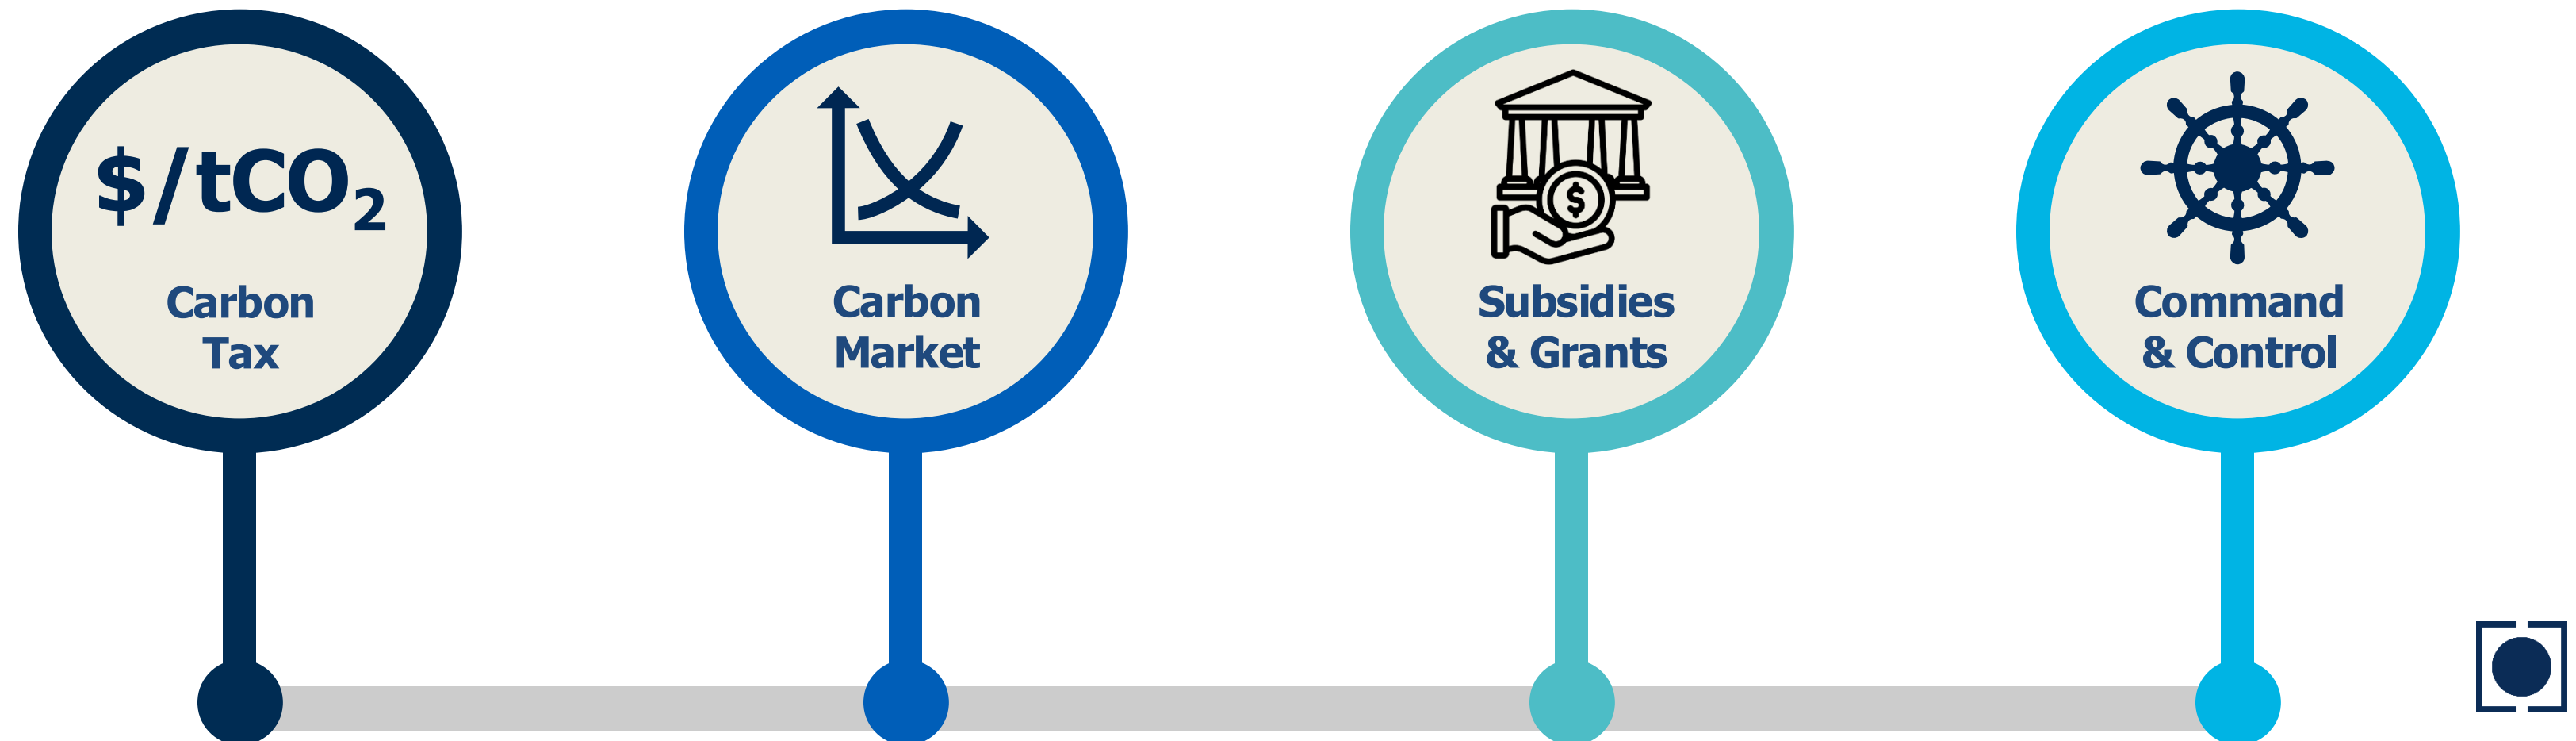 $/tCO₂
Carbon
Tax
Carbon
Market
$
Subsidies
& Grants
Command
& Control